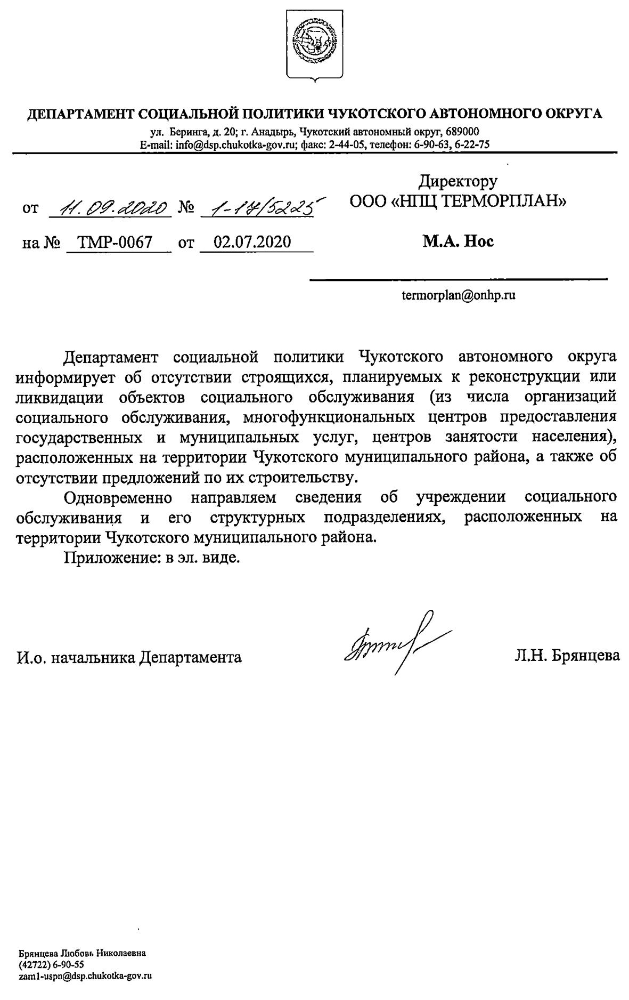 ДЕПАРТАМЕНТ СОЦИАЛЬНОЙ ПОЛИТИКИ ЧУКОТСКОГО АВТОНОМНОГО ОКРУГА
ул. Беринга, д. 20; г. Анадырь, Чукотский автономный округ, 689000
E-mail: info@dsp.chukotka-gov.ru; факс: 2-44-05, телефон: 6-90-63, 6-22-75
от 11.09.2020 № 1-17/5225
на № ТМР-0067 от 02.07.2020
Директору
ООО «НПЦ ТЕРМОРПЛАН»
М.А. Нос
termorplan@onhp.ru
Департамент социальной политики Чукотского автономного округа
информирует об отсутствии строящихся, планируемых к реконструкции или
ликвидации объектов социального обслуживания (из числа организаций
социального обслуживания, многофункциональных центров предоставления
государственных и муниципальных услуг, центров занятости населения),
расположенных на территории Чукотского муниципального района, а также об
отсутствии предложений по их строительству.
Одновременно направляем сведения об учреждении социального
обслуживания и его структурных подразделениях, расположенных на
территории Чукотского муниципального района.
Приложение: в эл. виде.
И.о. начальника Департамента Л.Н. Брянцева
Брянцева Любовь Николаевна
(42722) 6-90-55
zam1-uspn@dsp.chukotka-gov.ru